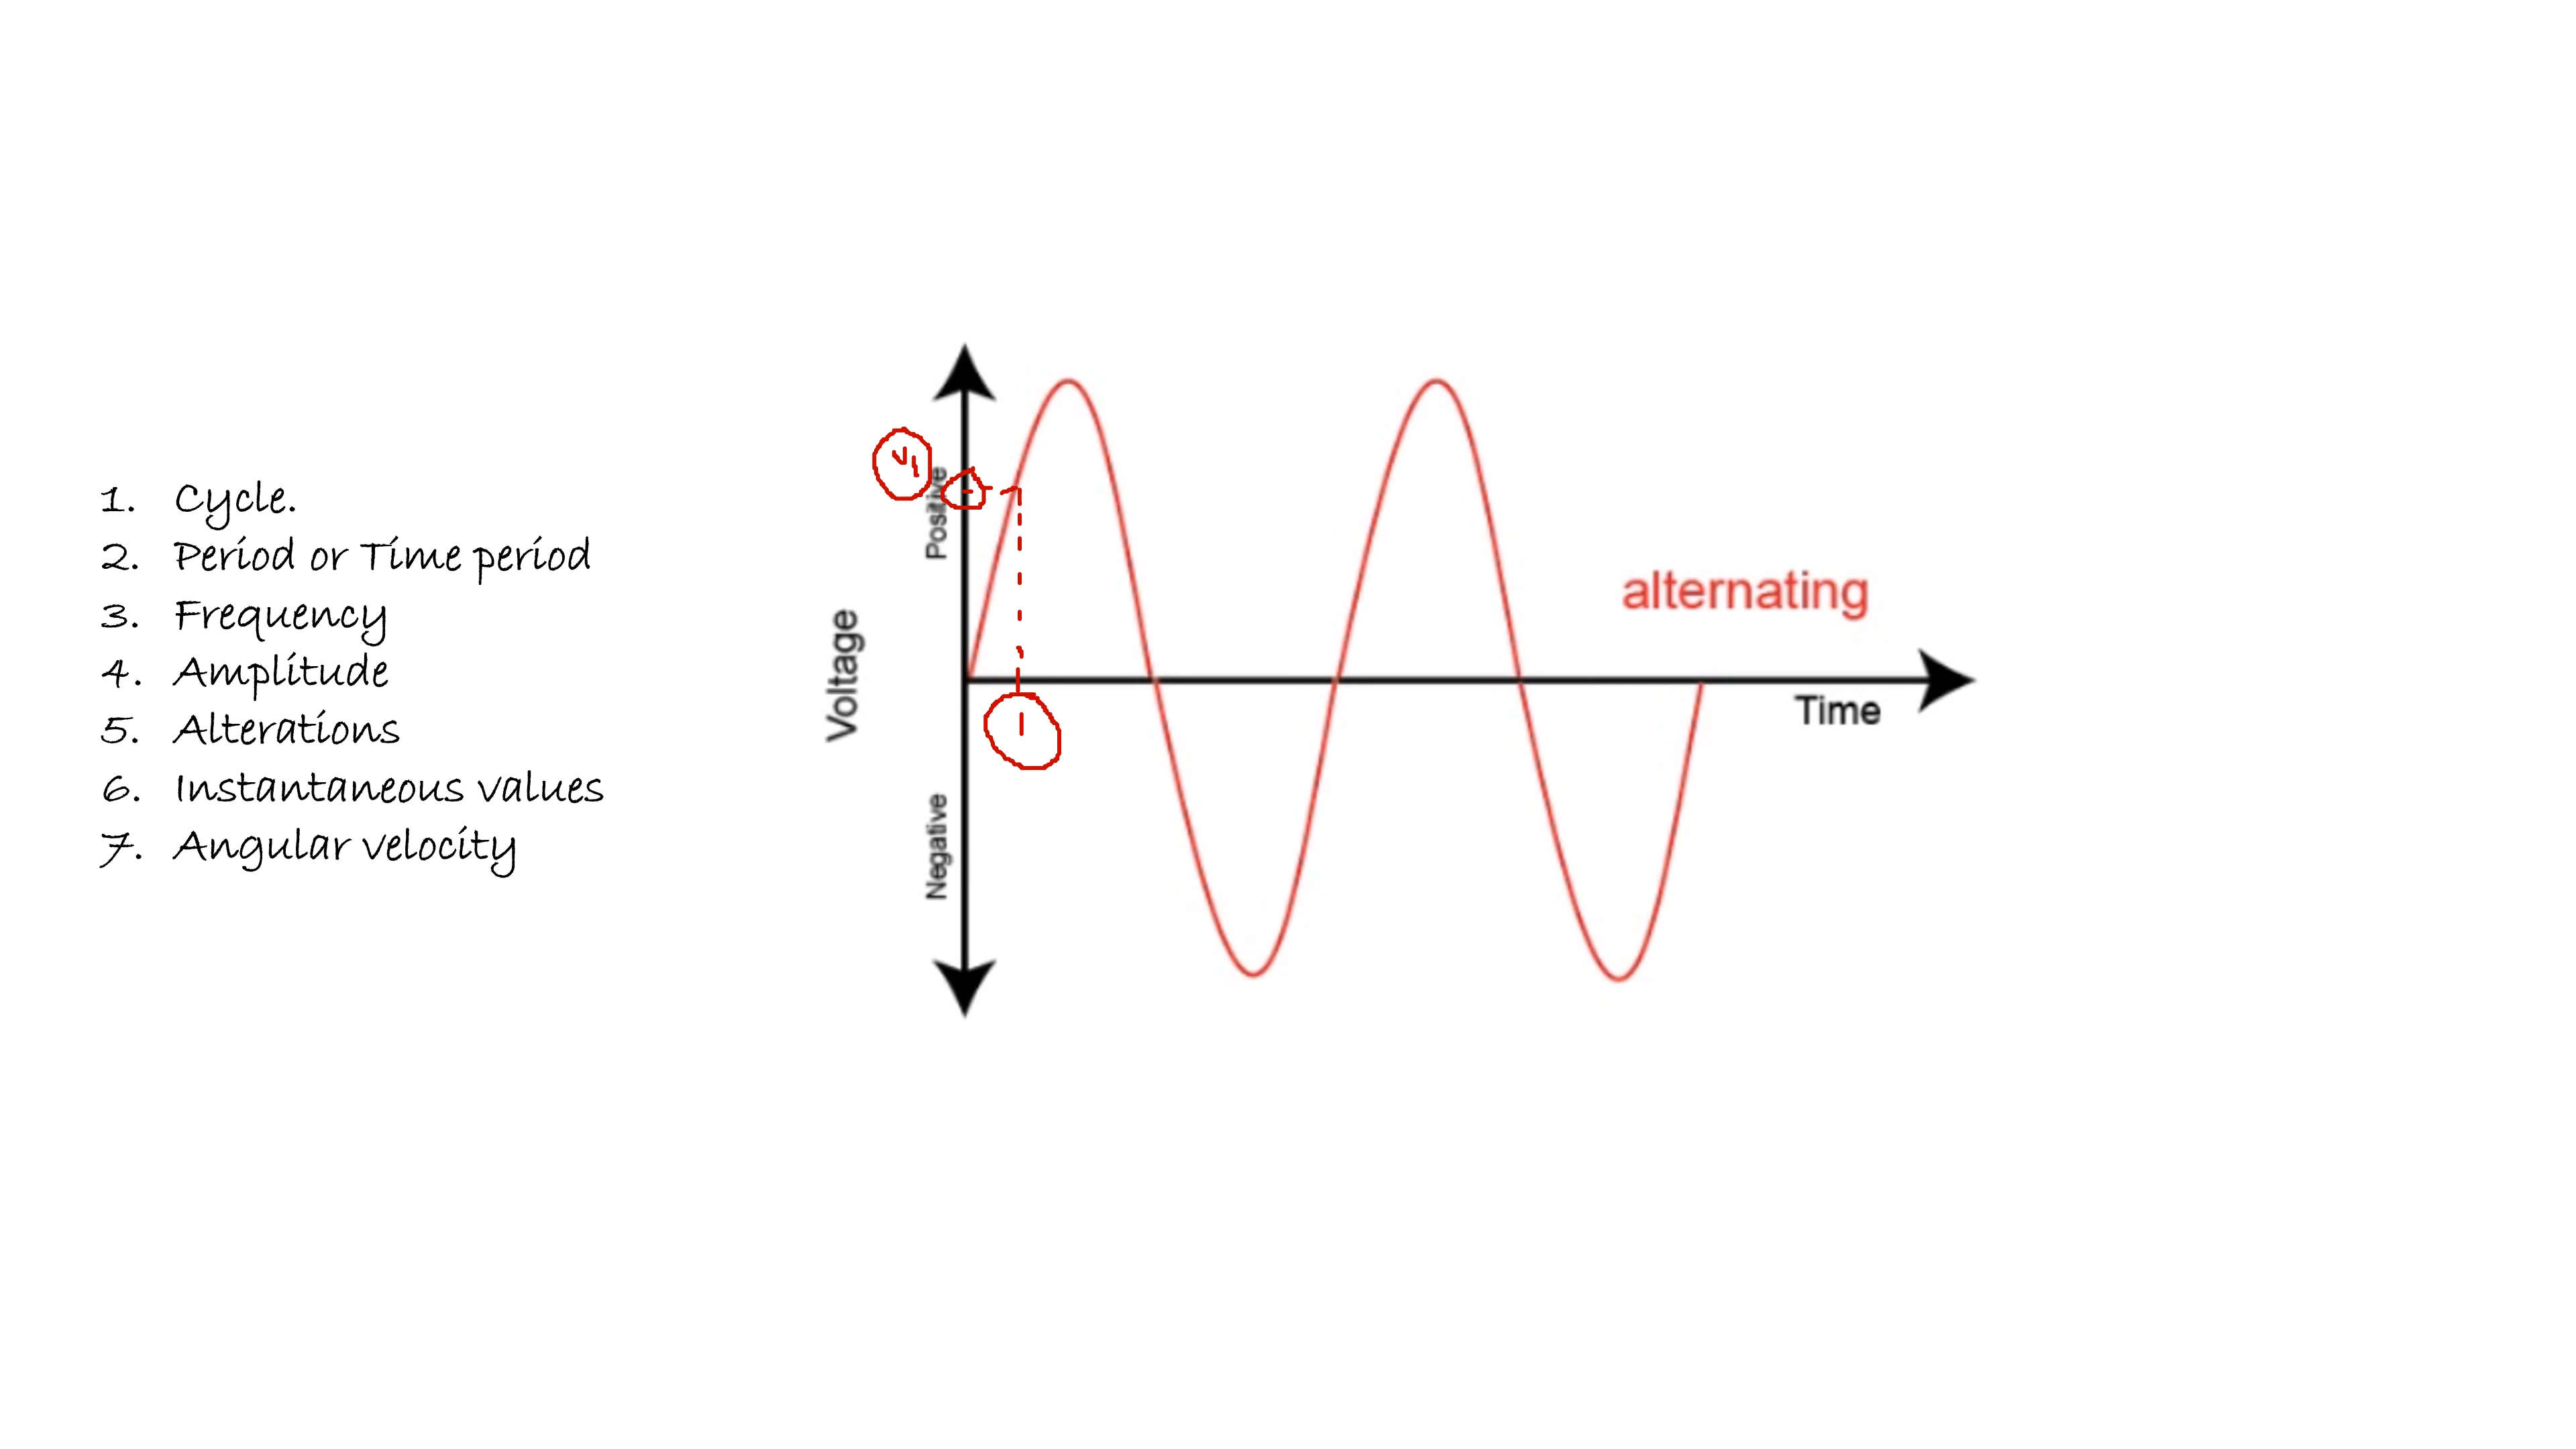 1. Cycle.
2. Period or Time period
3. Frequency
4. Amplitude
5. Alterations
6. Instantaneous values
7. Angular velocity
V1
Positive
Voltage
Negative
1
alternating
Time